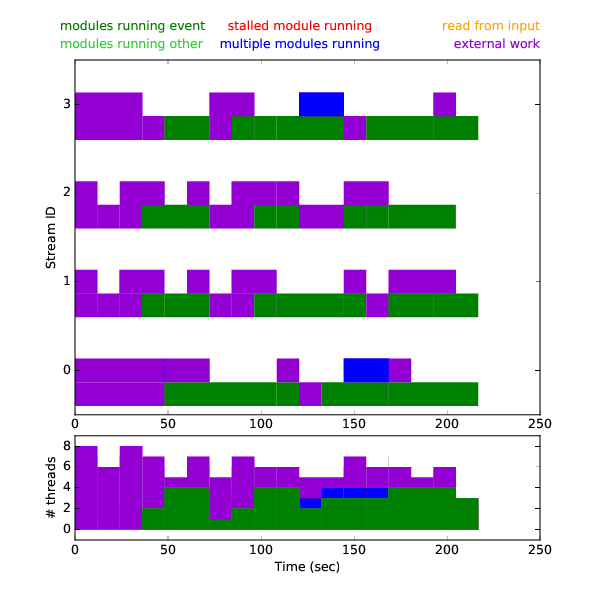 modules running event stalled module running read from input
modules running other multiple modules running external work
3
2
1
0
Stream ID
0 50 100 150 200 250
8
6
4
2
0
# threads
0 50 100 150 200 250
Time (sec)